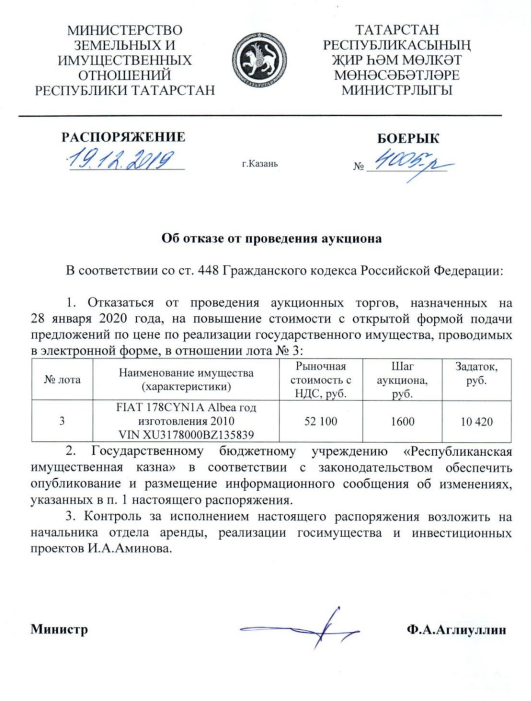 МИНИСТЕРСТВО
ЗЕМЕЛЬНЫХ И
ИМУЩЕСТВЕННЫХ
ОТНОШЕНИЙ
РЕСПУБЛИКИ ТАТАРСТАН
ТАТАРСТАН
РЕСПУБЛИКАСЫНЫҢ
ҖИР ҺӘМ МӨЛКӘТ
МӨНӘСӘБӘТЛӘРЕ
МИНИСТРЛЫГЫ
РАСПОРЯЖЕНИЕ
БОЕРЫК
19.12.2019
г.Казань
№ 4005-р
Об отказе от проведения аукциона
В соответствии со ст. 448 Гражданского кодекса Российской Федерации:
1. Отказаться от проведения аукционных торгов, назначенных на
28 января 2020 года, на повышение стоимости с открытой формой подачи
предложений по цене по реализации государственного имущества, проводимых
в электронной форме, в отношении лота № 3:
№ лота
Наименование имущества
(характеристики)
Рыночная
стоимость с
НДС, руб.
Шаг
аукциона,
руб.
Задаток,
руб.
3
FIAT 178CYN1A Albea год
изготовления 2010
VIN XU3178000BZ135839
52 100
1600
10 420
2. Государственному бюджетному учреждению «Республиканская
имущественная казна» в соответствии с законодательством обеспечить
опубликование и размещение информационного сообщения об изменениях,
указанных в п. 1 настоящего распоряжения.
3. Контроль за исполнением настоящего распоряжения возложить на
начальника отдела аренды, реализации госимущества и инвестиционных
проектов И.А.Аминова.
Министр
Ф.А.Аглиуллин